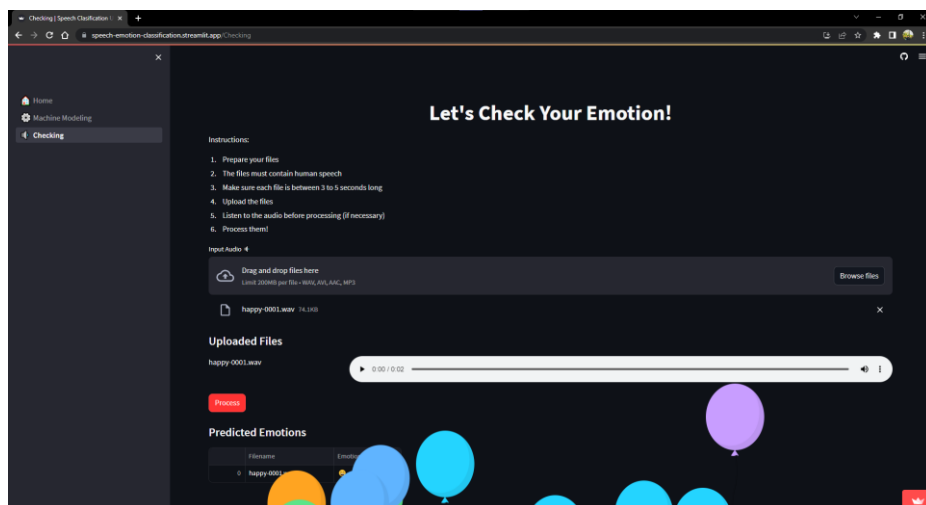 Checking | Speech Clasification
speech-emotion-classification.streamlit.app/Checking
Home
Machine Modeling
Checking
Let's Check Your Emotion!
Instructions:
1. Prepare your files
2. The files must contain human speech
3. Make sure each file is between 3 to 5 seconds long
4. Upload the files
5. Listen to the audio before processing (if necessary)
6. Process them!
Input Audio
Drag and drop files here
Limit 200MB per file • WAV, AVI, AAC, MP3
Browse files
happy-0001.wav 74.1KB
Uploaded Files
happy-0001.wav
0:00 / 0:02
Process
Predicted Emotions
Filename
0 happy-0001